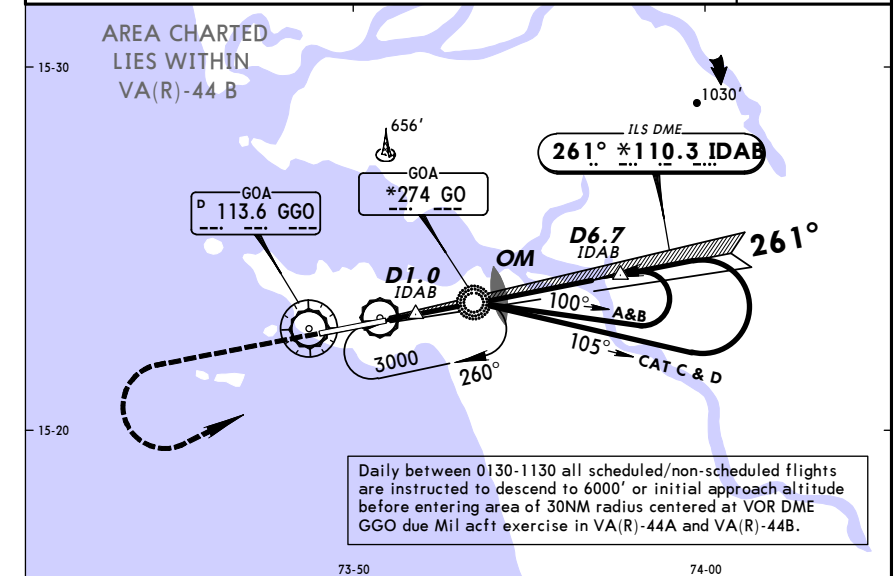 AREA CHARTED
LIES WITHIN
VA(R)-44 B
15-30
1030'
656'
ILS DME
261° *110.3 IDAB
GOA
*274 GO
GOA
D 113.6 GGO
D6.7
IDAB
261°
OM
D1.0
IDAB
100°
A&B
105°
CAT C & D
3000
260°
15-20
Daily between 0130-1130 all scheduled/non-scheduled flights
are instructed to descend to 6000' or initial approach altitude
before entering area of 30NM radius centered at VOR DME
GGO due Mil acft exercise in VA(R)-44A and VA(R)-44B.
73-50
74-00